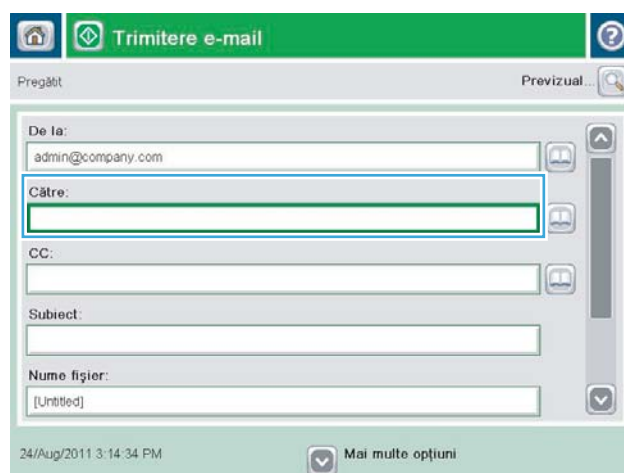 Trimitere e-mail
Pregătit
Previzual...
De la:
admin@company.com
Către:
CC:
Subiect:
Nume fişier:
[Untitled]
24/Aug/2011 3:14:34 PM
Mai multe opţiuni